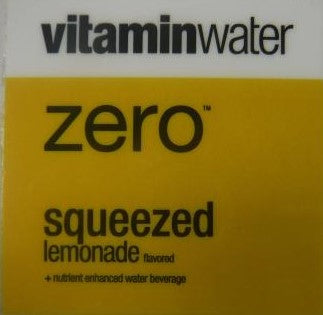 vitaminwater
zero™
squeezed
lemonade flavored
+ nutrient enhanced water beverage